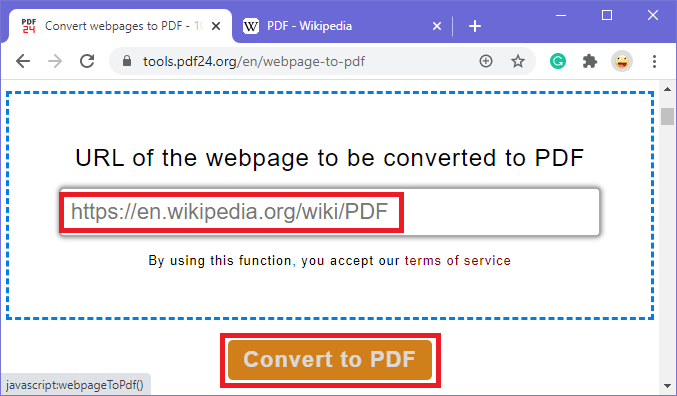 PDF
24
Convert webpages to PDF - 10
W
PDF - Wikipedia
tools.pdf24.org/en/webpage-to-pdf
URL of the webpage to be converted to PDF
https://en.wikipedia.org/wiki/PDF
By using this function, you accept our terms of service
Convert to PDF
javascript:webpageToPdf()